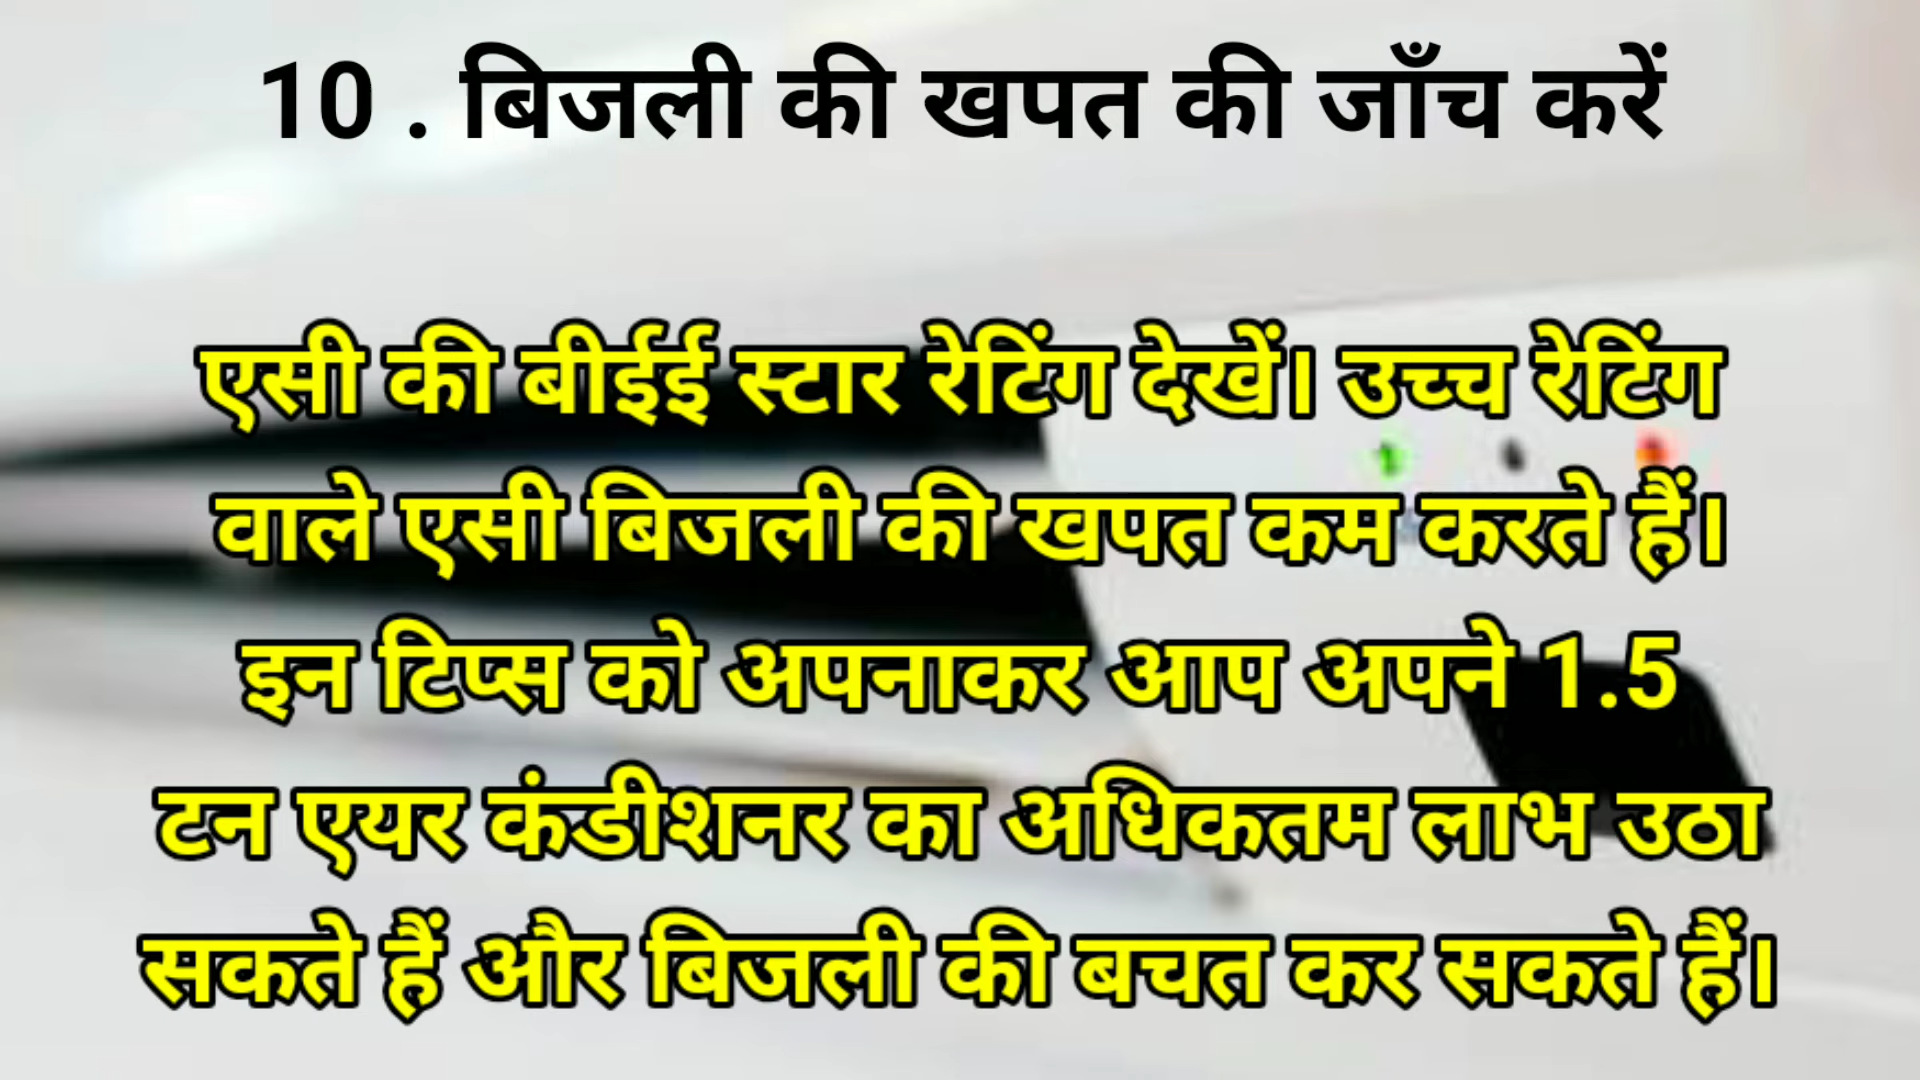 10 . बिजली की खपत की जाँच करें
एसी की बीईई स्टार रेटिंग देखें। उच्च रेटिंग
वाले एसी बिजली की खपत कम करते हैं।
इन टिप्स को अपनाकर आप अपने 1.5
टन एयर कंडीशनर का अधिकतम लाभ उठा
सकते हैं और बिजली की बचत कर सकते हैं।